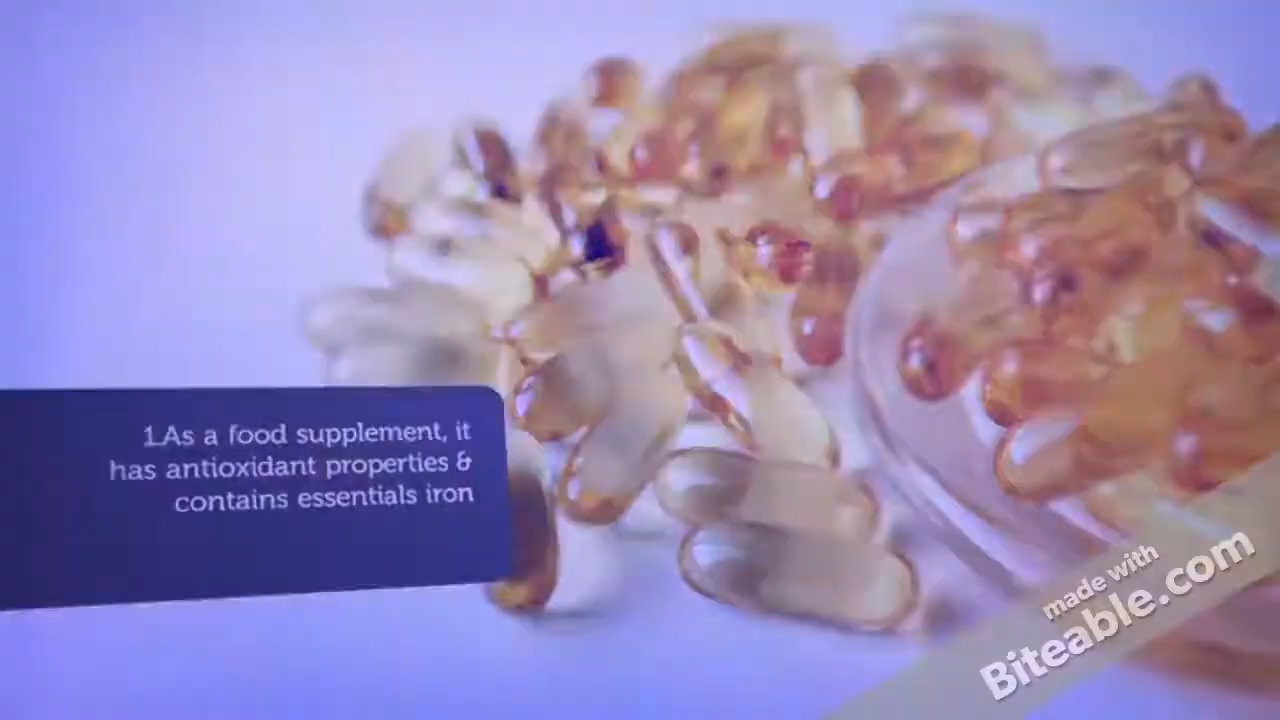 1.As a food supplement, it
has antioxidant properties &
contains essentials iron
made with
Biteable.com